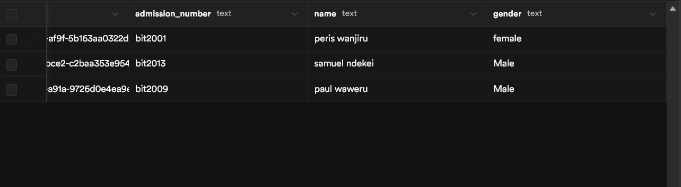 admission_number text name text gender text
-af9f-5b163aa0322d bit2001 peris wanjiru female
bce2-c2baa353e954 bit2013 samuel ndekei Male
-a91a-9726d0e4ea9e bit2009 paul waweru Male